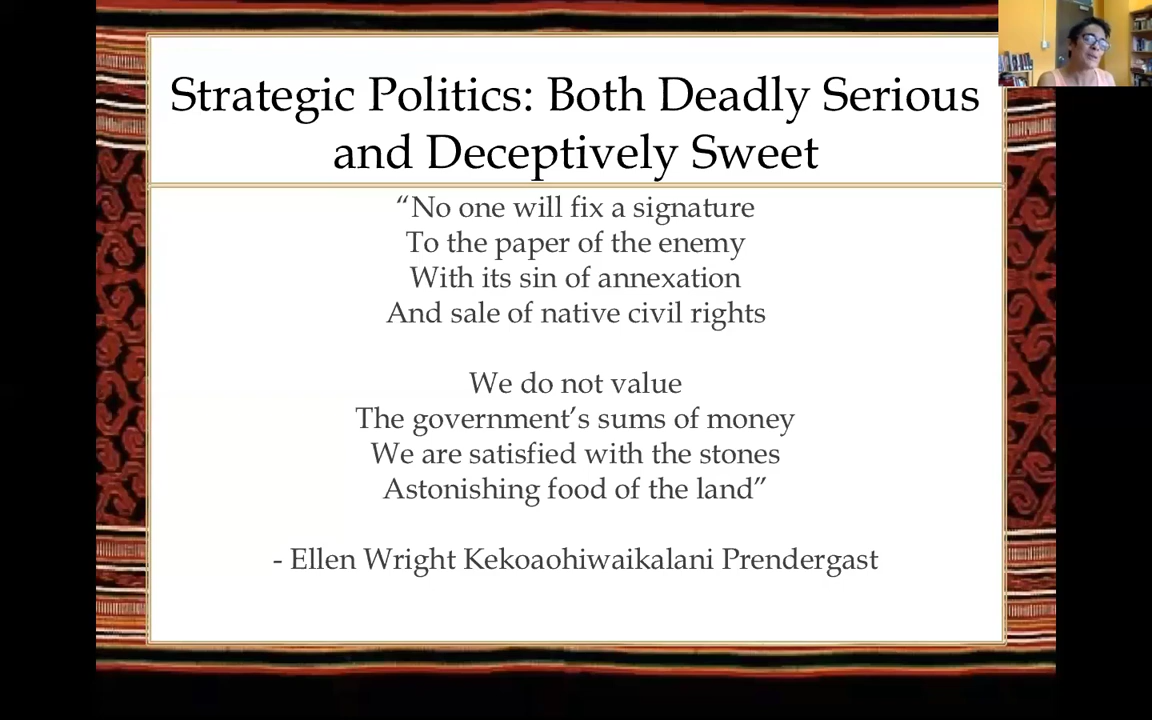 Strategic Politics: Both Deadly Serious
and Deceptively Sweet
“No one will fix a signature
To the paper of the enemy
With its sin of annexation
And sale of native civil rights
We do not value
The government’s sums of money
We are satisfied with the stones
Astonishing food of the land”
- Ellen Wright Kekoaohiwaikalani Prendergast